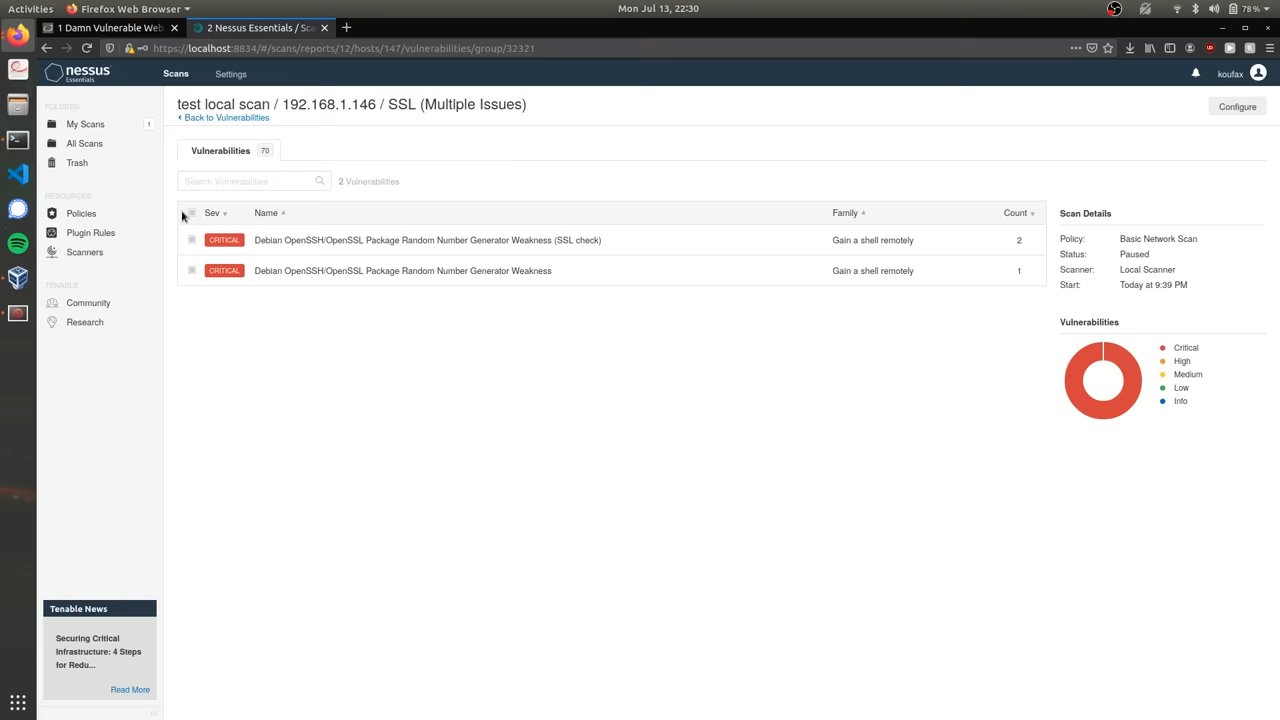 Activities Firefox Web Browser Mon Jul 13, 22:30 78%
1 Damn Vulnerable Web 2 Nessus Essentials / Sca
https://localhost:8834/#/scans/reports/12/hosts/147/vulnerabilities/group/32321
nessus Essentials Scans Settings koufax
FOLDERS
My Scans 1
All Scans
Trash
RESOURCES
Policies
Plugin Rules
Scanners
TENABLE
Community
Research
Tenable News
Securing Critical
Infrastructure: 4 Steps
for Redu...
Read More
test local scan / 192.168.1.146 / SSL (Multiple Issues)
Configure
Back to Vulnerabilities
Vulnerabilities 70
Search Vulnerabilities 2 Vulnerabilities
Sev Name Family Count
CRITICAL Debian OpenSSH/OpenSSL Package Random Number Generator Weakness (SSL check) Gain a shell remotely 2
CRITICAL Debian OpenSSH/OpenSSL Package Random Number Generator Weakness Gain a shell remotely 1
Scan Details
Policy: Basic Network Scan
Status: Paused
Scanner: Local Scanner
Start: Today at 9:39 PM
Vulnerabilities
Critical
High
Medium
Low
Info